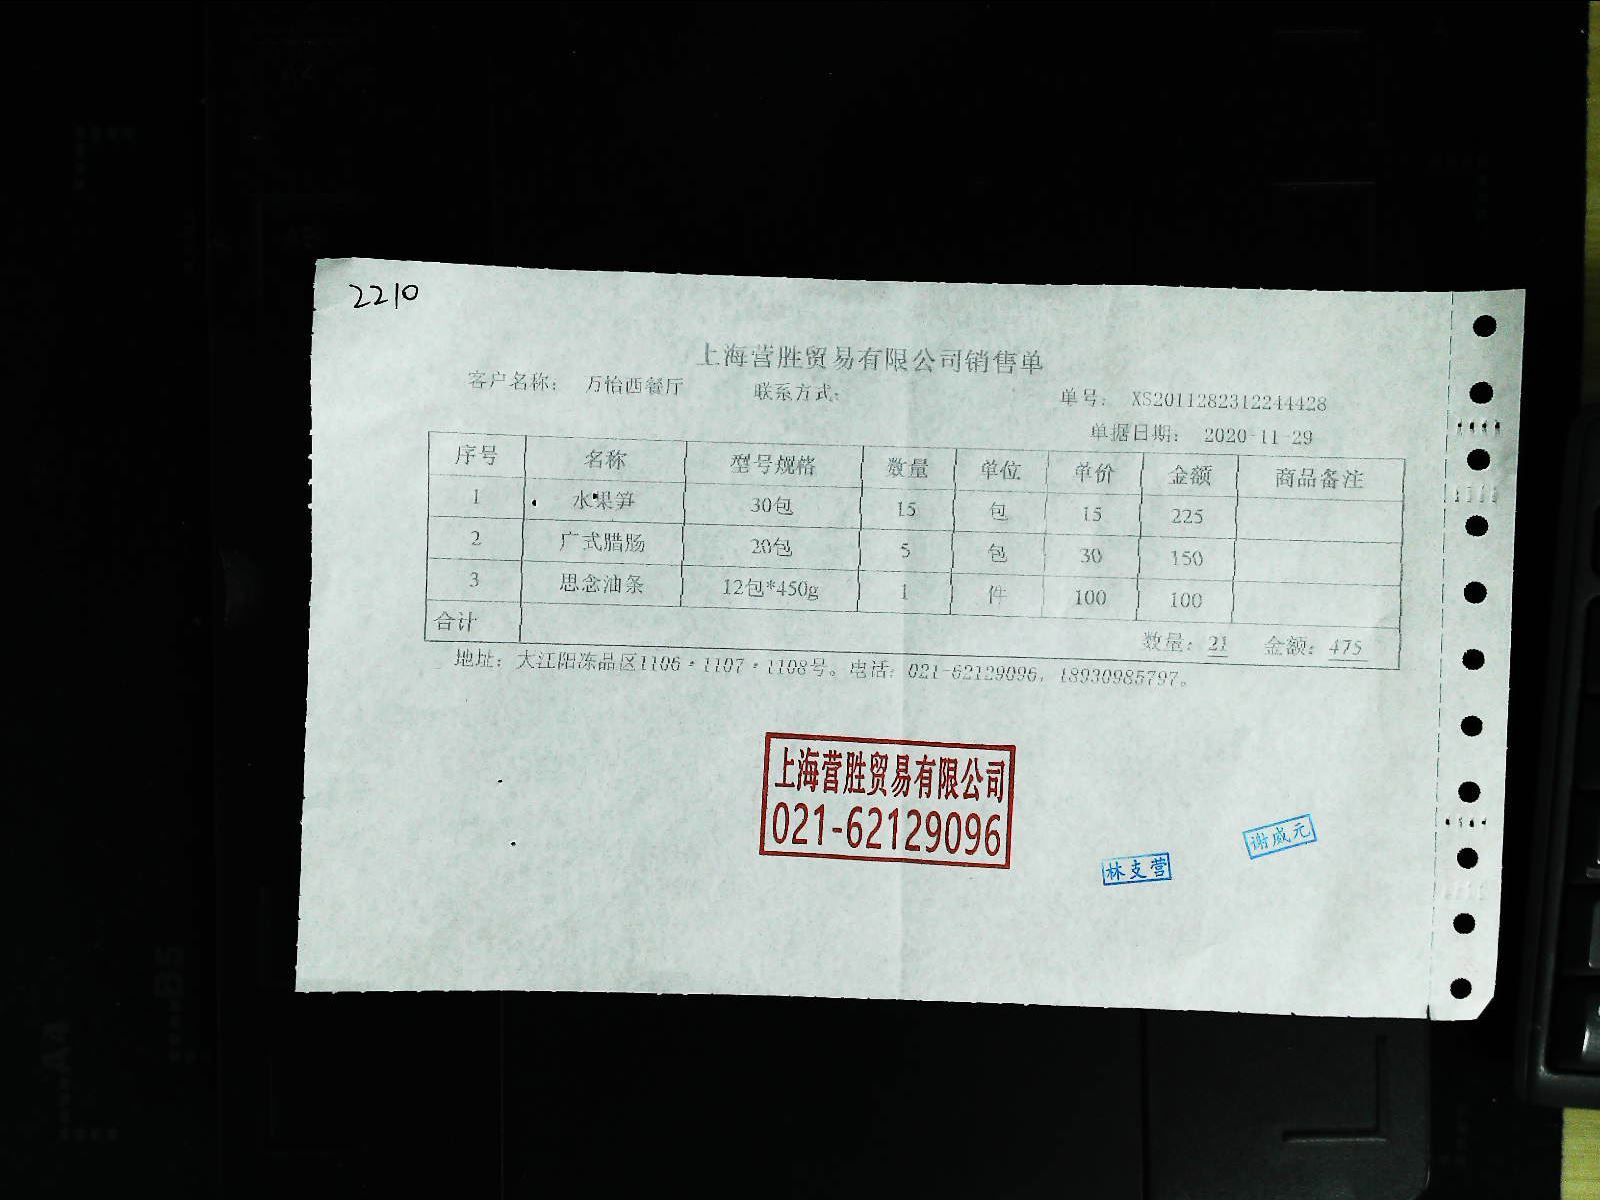 2210
上海营胜贸易有限公司销售单
客户名称: 万怡西餐厅 联系方式: 单号: XS2011282312244428
单据日期: 2020-11-29
序号 名称 型号规格 数量 单位 单价 金额 商品备注
1 水果笋 30包 15 包 15 225
2 广式腊肠 20包 5 包 30 150
3 思念油条 12包*450g 1 件 100 100
合计 数量: 21 金额: 475
地址: 大江阳冻品区1106·1107·1108号。电话: 021-62129096, 18930985797。
上海营胜贸易有限公司
021-62129096
谢威元
林支营
A4
B5